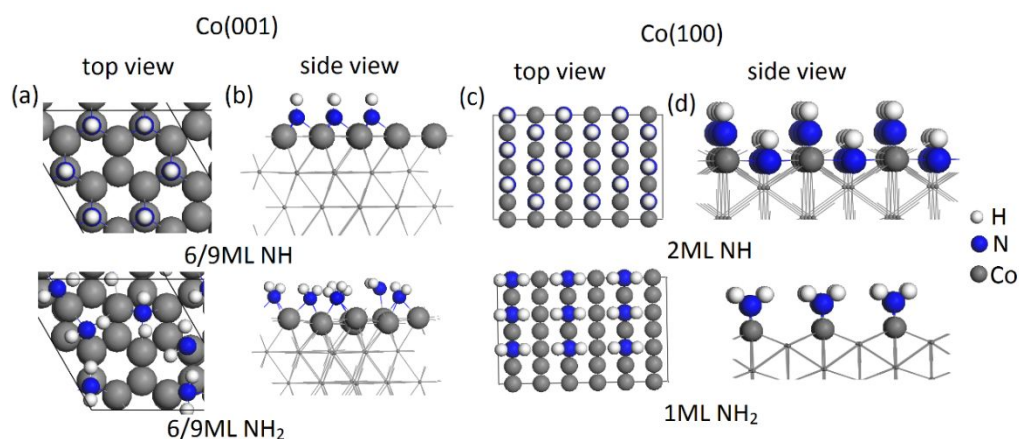 Co(001)
Co(100)
top view
side view
top view
side view
(a)
(b)
(c)
(d)
6/9ML NH
2ML NH
H
N
Co
6/9ML NH₂
1ML NH₂